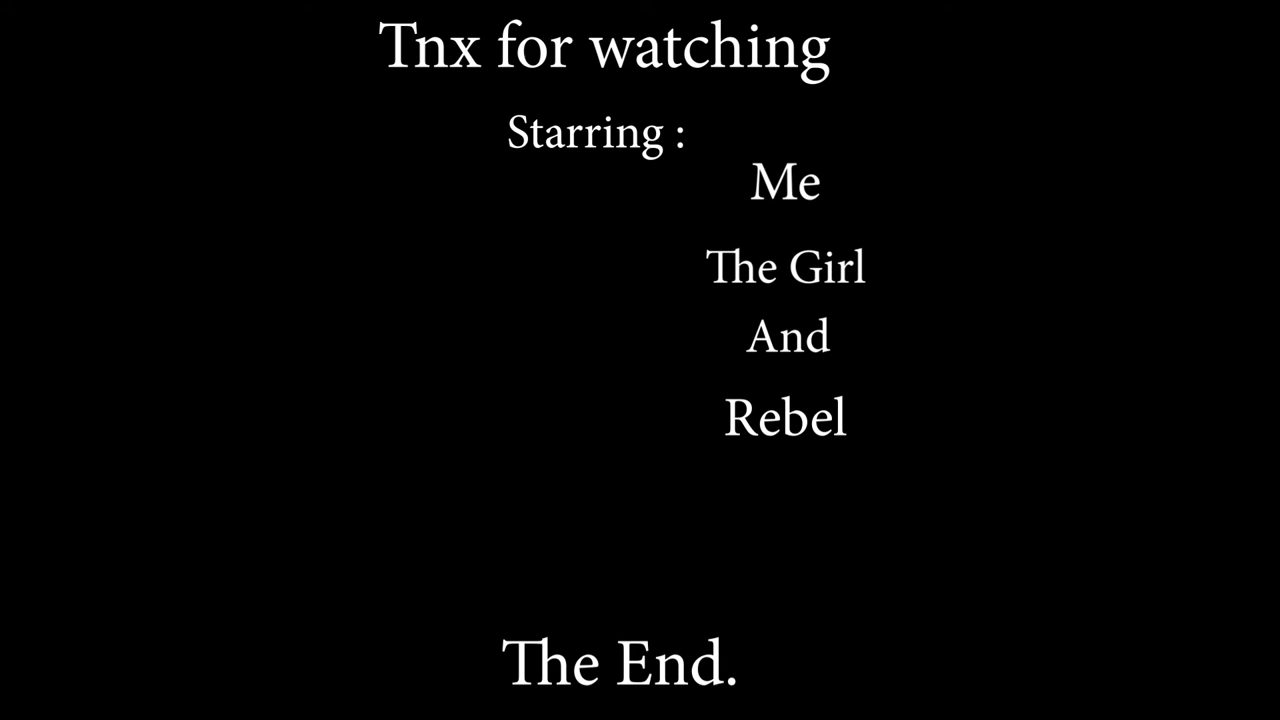 Tnx for watching
Starring :
Me
The Girl
And
Rebel
The End.